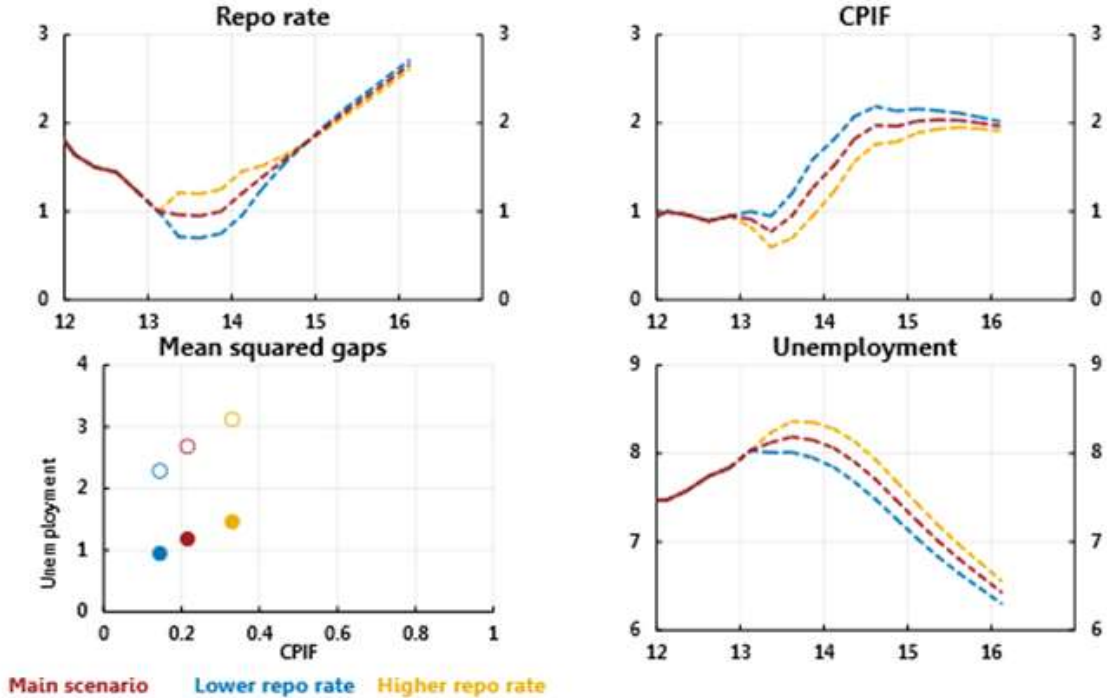 Repo rate
3 3
2 2
1 1
0 0
12 13 14 15 16
CPIF
3 3
2 2
1 1
0 0
12 13 14 15 16
Mean squared gaps
4
3
2
1
0
Unemployment
0 0.2 0.4 0.6 0.8 1
CPIF
Unemployment
9 9
8 8
7 7
6 6
12 13 14 15 16
Main scenario Lower repo rate Higher repo rate